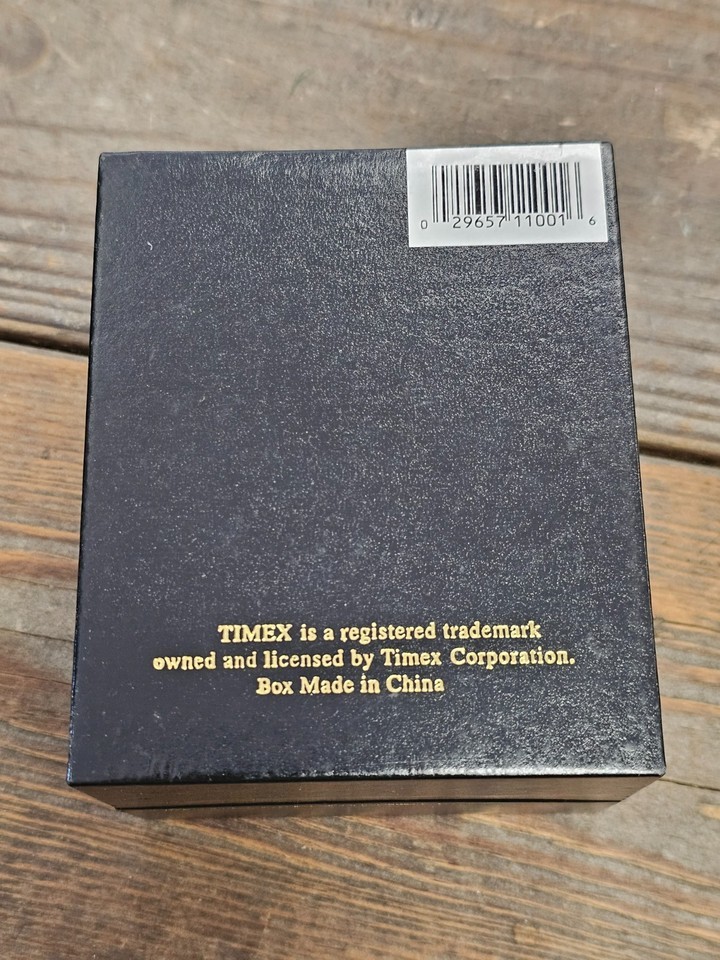 0 29657 11001 6
TIMEX is a registered trademark
owned and licensed by Timex Corporation.
Box Made in China